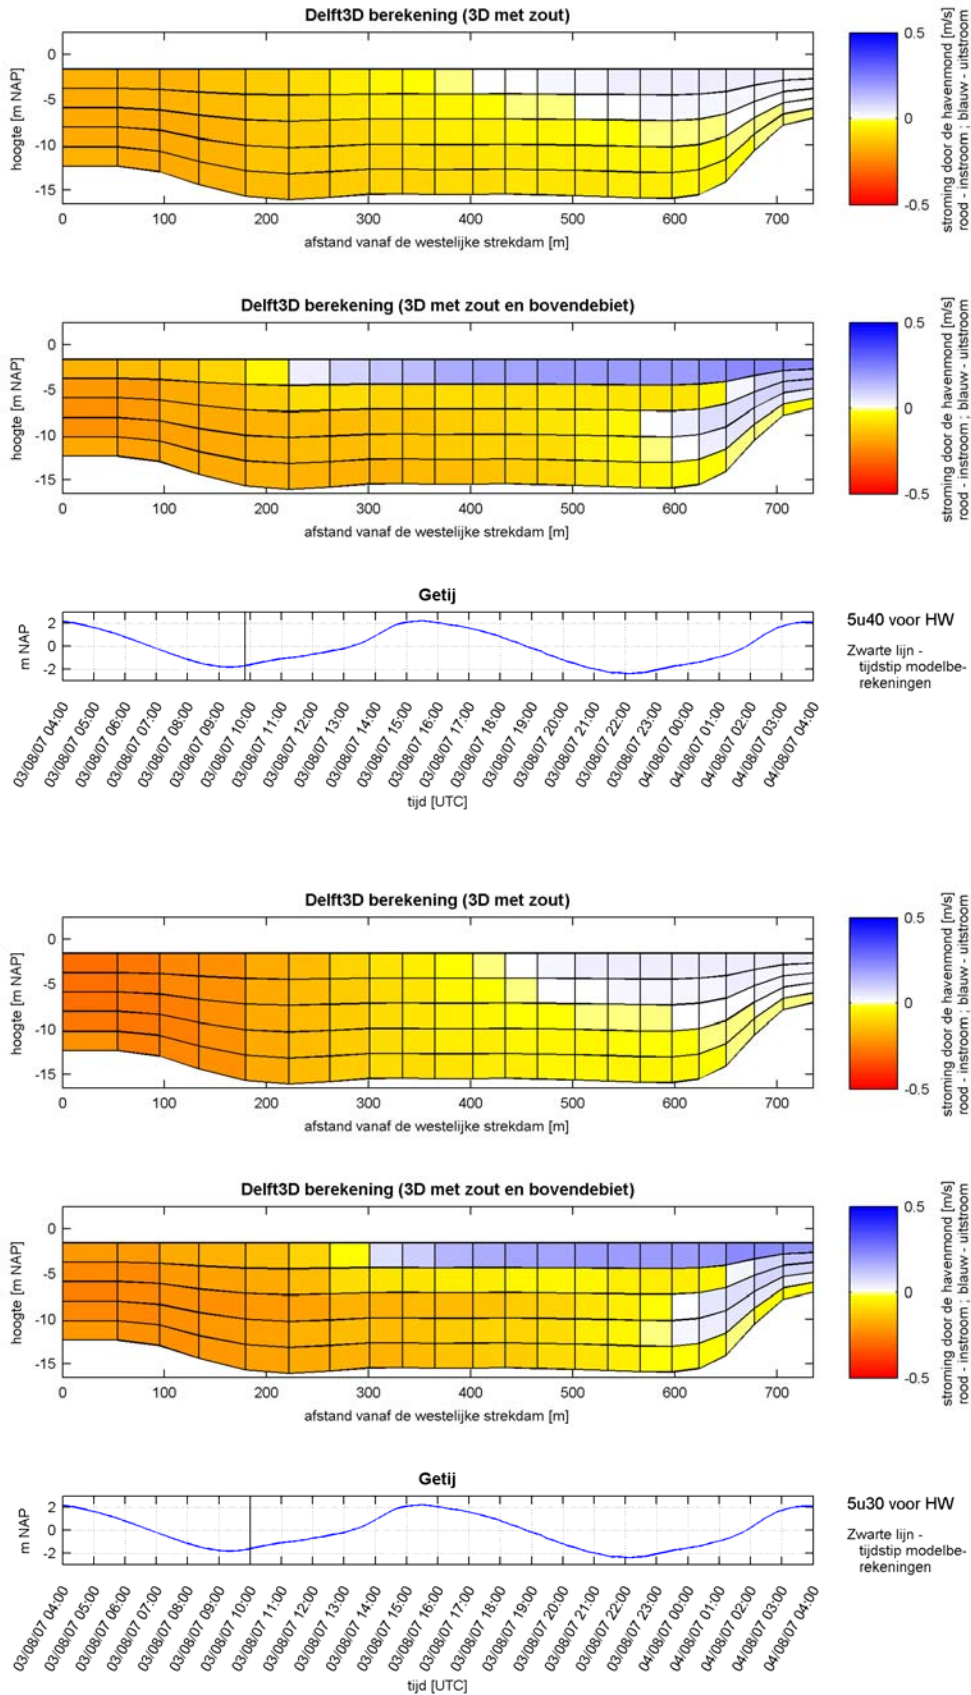 Delft3D berekening (3D met zout)
hoogte [m NAP]
0
-5
-10
-15
0 100 200 300 400 500 600 700
afstand vanaf de westelijke strekdam [m]
0.5
0
-0.5
stroming door de havenmond [m/s]
rood - instroom ; blauw - uitstroom
Delft3D berekening (3D met zout en bovendebiet)
hoogte [m NAP]
0
-5
-10
-15
0 100 200 300 400 500 600 700
afstand vanaf de westelijke strekdam [m]
0.5
0
-0.5
stroming door de havenmond [m/s]
rood - instroom ; blauw - uitstroom
Getij
m NAP
2
0
-2
03/08/07 04:00
03/08/07 05:00
03/08/07 06:00
03/08/07 07:00
03/08/07 08:00
03/08/07 09:00
03/08/07 10:00
03/08/07 11:00
03/08/07 12:00
03/08/07 13:00
03/08/07 14:00
03/08/07 15:00
03/08/07 16:00
03/08/07 17:00
03/08/07 18:00
03/08/07 19:00
03/08/07 20:00
03/08/07 21:00
03/08/07 22:00
03/08/07 23:00
04/08/07 00:00
04/08/07 01:00
04/08/07 02:00
04/08/07 03:00
04/08/07 04:00
tijd [UTC]
5u40 voor HW
Zwarte lijn -
tijdstip modelbe-
rekeningen
Delft3D berekening (3D met zout)
hoogte [m NAP]
0
-5
-10
-15
0 100 200 300 400 500 600 700
afstand vanaf de westelijke strekdam [m]
0.5
0
-0.5
stroming door de havenmond [m/s]
rood - instroom ; blauw - uitstroom
Delft3D berekening (3D met zout en bovendebiet)
hoogte [m NAP]
0
-5
-10
-15
0 100 200 300 400 500 600 700
afstand vanaf de westelijke strekdam [m]
0.5
0
-0.5
stroming door de havenmond [m/s]
rood - instroom ; blauw - uitstroom
Getij
m NAP
2
0
-2
03/08/07 04:00
03/08/07 05:00
03/08/07 06:00
03/08/07 07:00
03/08/07 08:00
03/08/07 09:00
03/08/07 10:00
03/08/07 11:00
03/08/07 12:00
03/08/07 13:00
03/08/07 14:00
03/08/07 15:00
03/08/07 16:00
03/08/07 17:00
03/08/07 18:00
03/08/07 19:00
03/08/07 20:00
03/08/07 21:00
03/08/07 22:00
03/08/07 23:00
04/08/07 00:00
04/08/07 01:00
04/08/07 02:00
04/08/07 03:00
04/08/07 04:00
tijd [UTC]
5u30 voor HW
Zwarte lijn -
tijdstip modelbe-
rekeningen